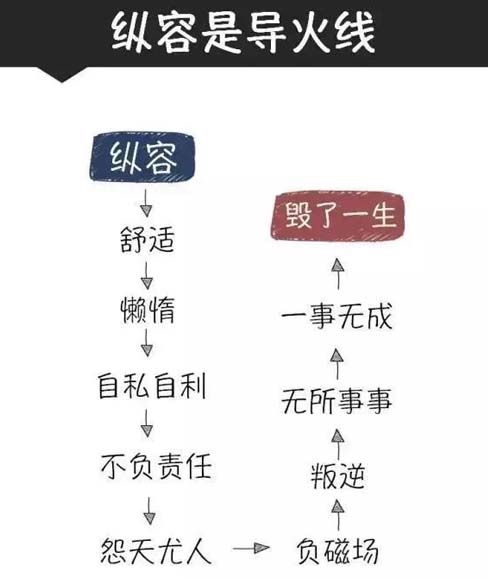 纵容是导火线
纵容
舒适
懒惰
自私自利
不负责任
怨天尤人
负磁场
叛逆
无所事事
一事无成
毁了一生